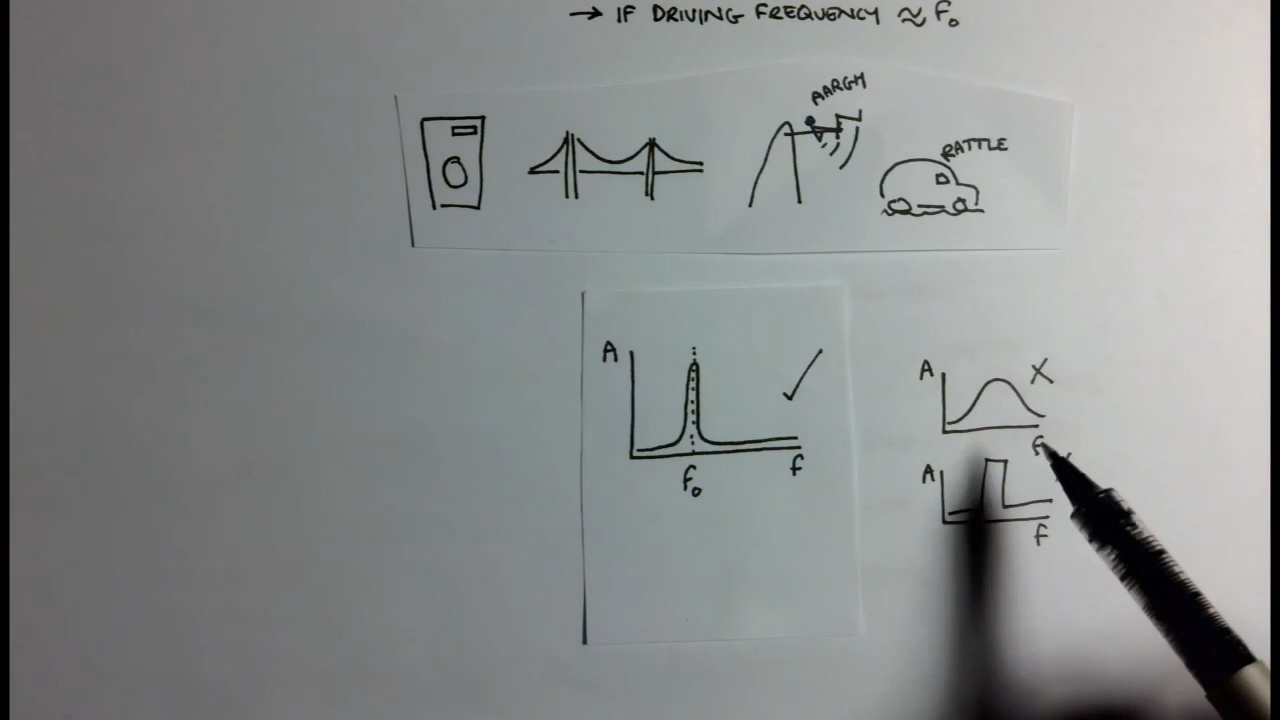 → IF DRIVING FREQUENCY ≈ F₀
AARGH
RATTLE
A
F₀
f
A
X
f
A
f